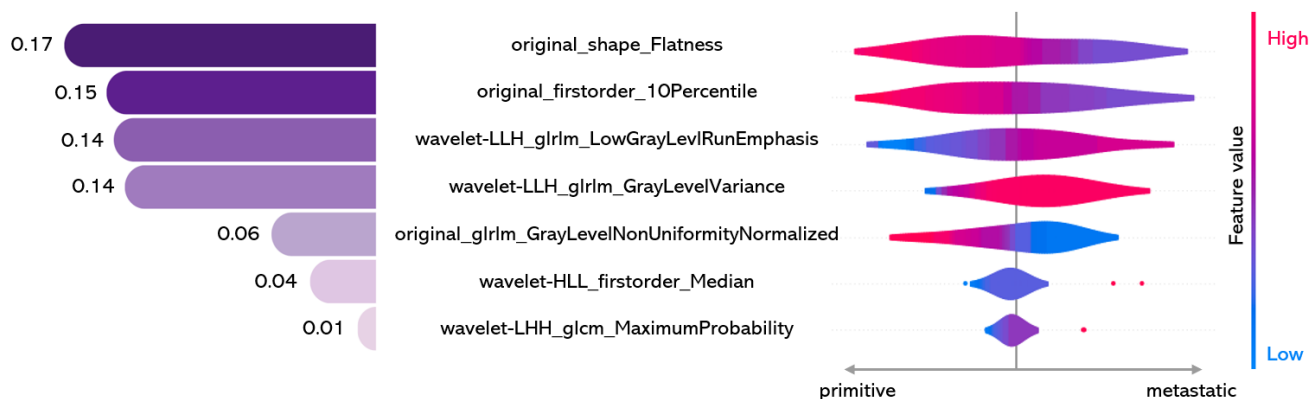 0.17 original_shape_Flatness High
0.15 original_firstorder_10Percentile
0.14 wavelet-LLH_glrlm_LowGrayLevlRunEmphasis
0.14 wavelet-LLH_glrlm_GrayLevelVariance
0.06 original_glrlm_GrayLevelNonUniformityNormalized
0.04 wavelet-HLL_firstorder_Median
0.01 wavelet-LHH_glcm_MaximumProbability
Feature value
Low
primitive metastatic